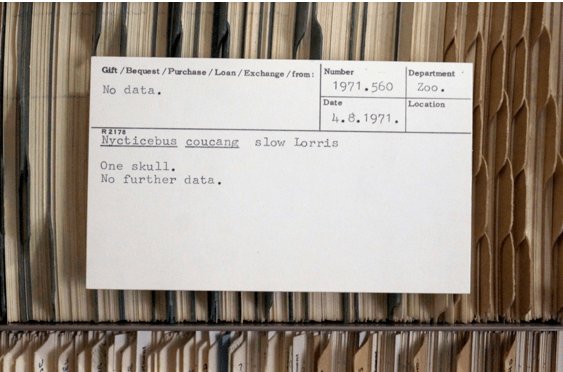 Gift / Bequest / Purchase / Loan / Exchange / from:
No data.
Number
1971.560
Department
Zoo.
Date
4.8.1971.
Location
R 2178
Nycticebus coucang slow Lorris
One skull.
No further data.